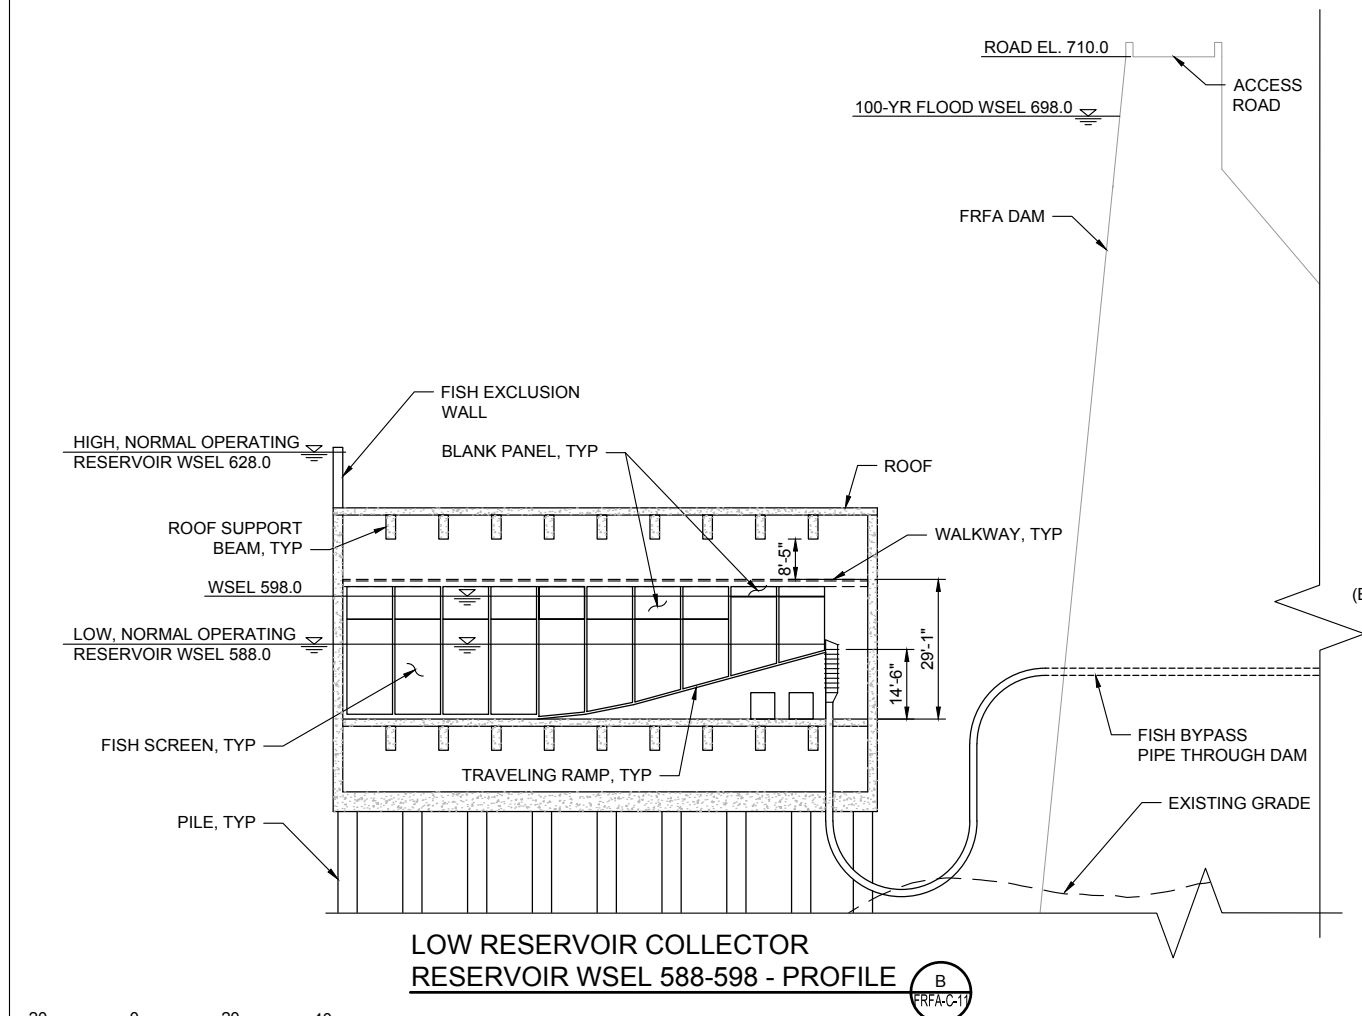 ROAD EL. 710.0
ACCESS
ROAD
100-YR FLOOD WSEL 698.0
FRFA DAM
FISH EXCLUSION
WALL
HIGH, NORMAL OPERATING
RESERVOIR WSEL 628.0
BLANK PANEL, TYP
ROOF
ROOF SUPPORT
BEAM, TYP
8'-5"
WALKWAY, TYP
WSEL 598.0
LOW, NORMAL OPERATING
RESERVOIR WSEL 588.0
29'-1"
14'-6"
FISH SCREEN, TYP
TRAVELING RAMP, TYP
FISH BYPASS
PIPE THROUGH DAM
EXISTING GRADE
PILE, TYP
LOW RESERVOIR COLLECTOR
RESERVOIR WSEL 588-598 - PROFILE
B
FRFA-C-11